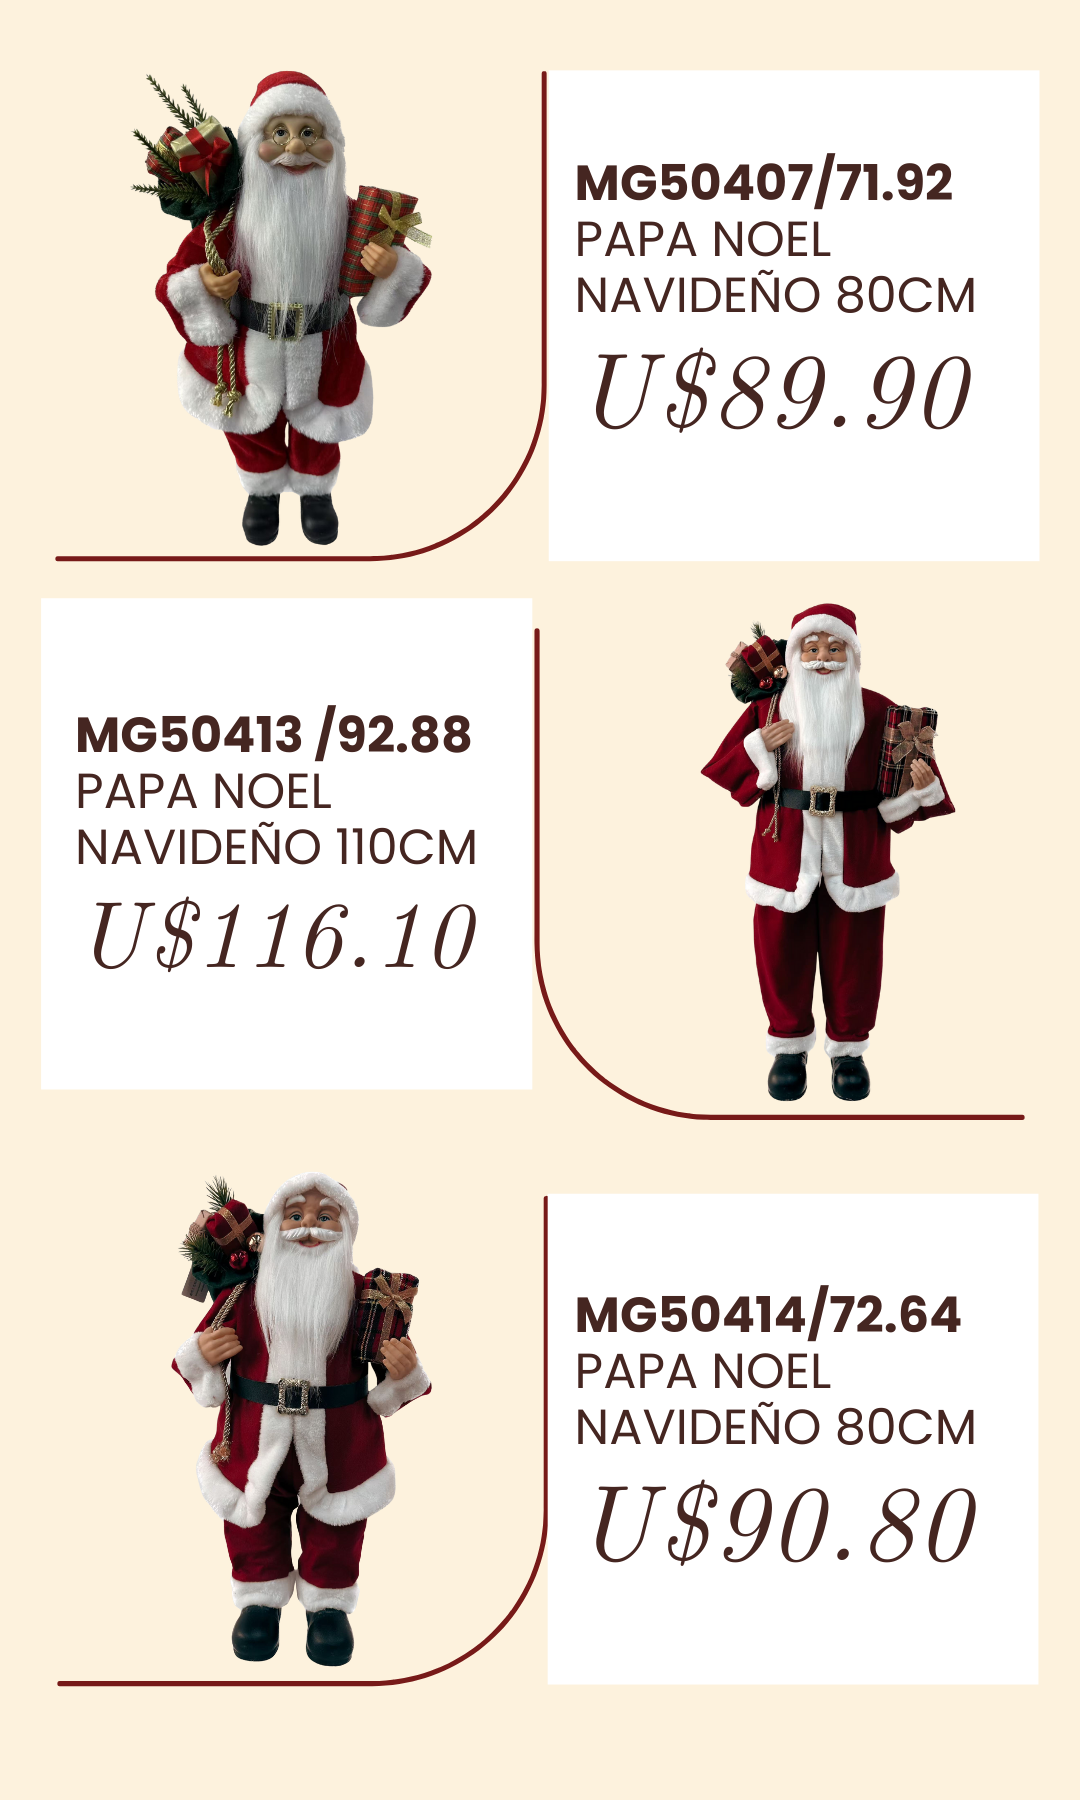 MG50407/71.92
PAPA NOEL
NAVIDEÑO 80CM
U$89.90
MG50413 /92.88
PAPA NOEL
NAVIDEÑO 110CM
U$116.10
MG50414/72.64
PAPA NOEL
NAVIDEÑO 80CM
U$90.80